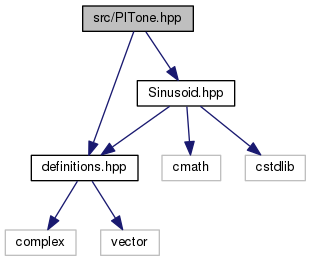 src/PITone.hpp
Sinusoid.hpp
definitions.hpp
cmath
cstdlib
complex
vector